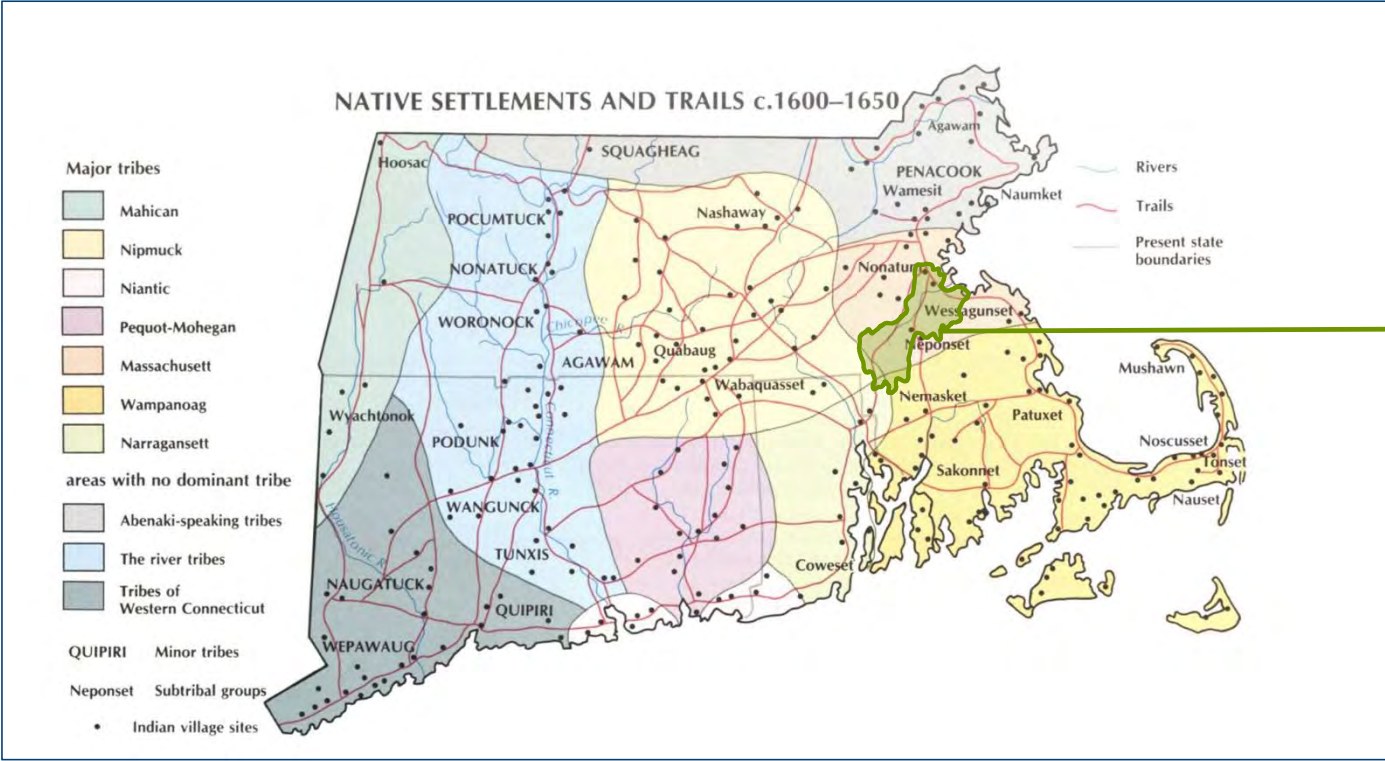 NATIVE SETTLEMENTS AND TRAILS c.1600–1650
Major tribes
Mahican
Nipmuck
Niantic
Pequot-Mohegan
Massachusett
Wampanoag
Narragansett
areas with no dominant tribe
Abenaki-speaking tribes
The river tribes
Tribes of
Western Connecticut
QUIPIRI Minor tribes
Neponset Subtribal groups
Indian village sites
Rivers
Trails
Present state
boundaries
Agawam
Hoosac
SQUAGHEAG
PENACOOK
Wamesit
Naumket
POCUMTUCK
Nashaway
NONATUCK
WORONOCK
Chicopee R.
AGAWAM
Quabaug
Wessagunset
Neponset
Wabaquasset
Nemasket
Patuxet
Mushawn
Wyachtonok
PODUNK
Connecticut R.
Noscusset
Tonset
Sakonnet
Nauset
WANGUNCK
Housatonic R.
TUNXIS
Coweset
NAUGATUCK
QUIPIRI
WEPAWAUG